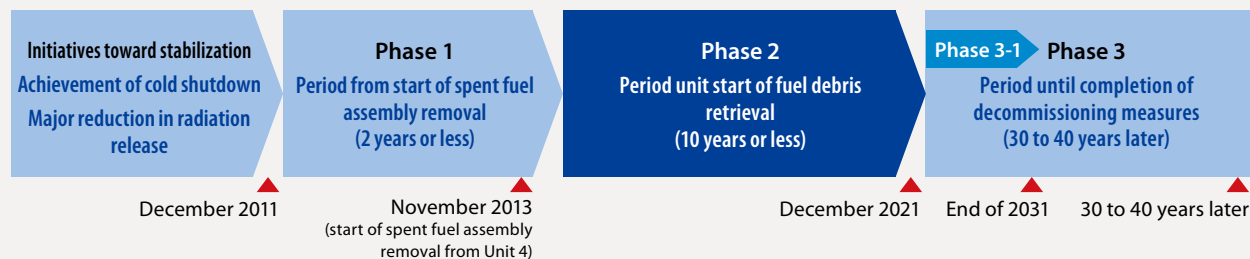 Initiatives toward stabilization
Achievement of cold shutdown
Major reduction in radiation
release
Phase 1
Period from start of spent fuel
assembly removal
(2 years or less)
Phase 2
Period unit start of fuel debris
retrieval
(10 years or less)
Phase 3-1
Phase 3
Period until completion of
decommissioning measures
(30 to 40 years later)
December 2011
November 2013
(start of spent fuel assembly
removal from Unit 4)
December 2021
End of 2031
30 to 40 years later